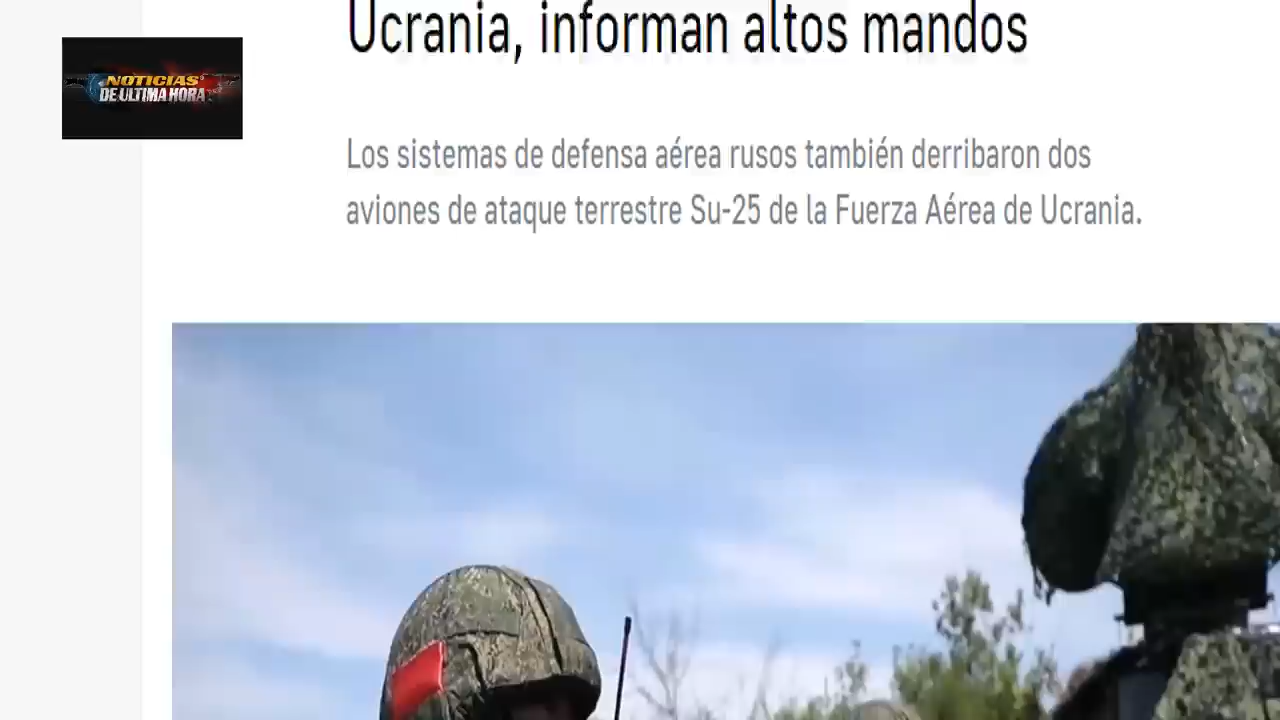 Ucrania, informan altos mandos
NOTICIAS
DE ULTIMA HORA
Los sistemas de defensa aérea rusos también derribaron dos
aviones de ataque terrestre Su-25 de la Fuerza Aérea de Ucrania.